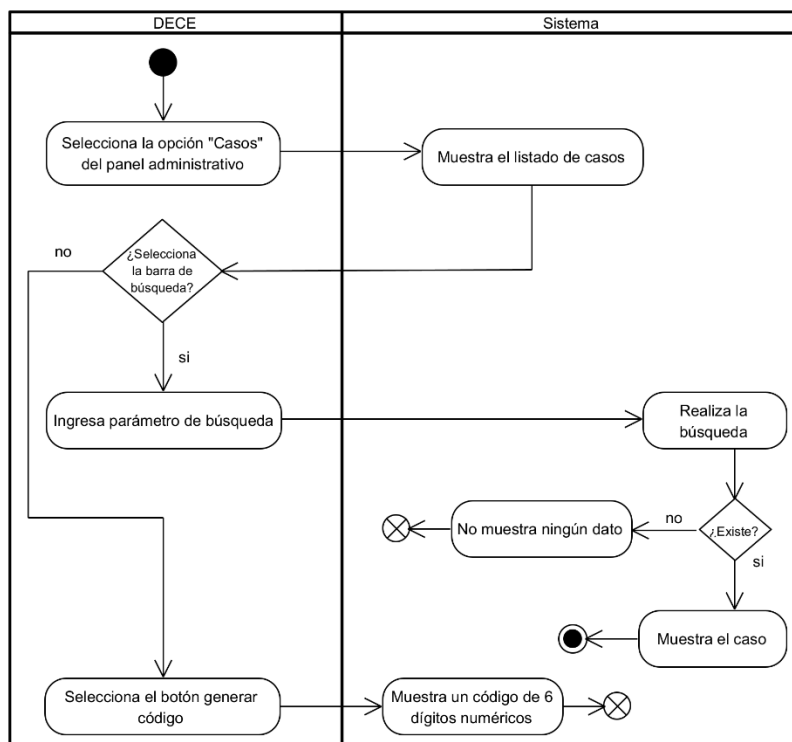 DECE
Sistema
Selecciona la opción "Casos"
del panel administrativo
Muestra el listado de casos
¿Selecciona
la barra de
búsqueda?
no
si
Ingresa parámetro de búsqueda
Realiza la
búsqueda
¿Existe?
no
No muestra ningún dato
si
Muestra el caso
Selecciona el botón generar
código
Muestra un código de 6
dígitos numéricos